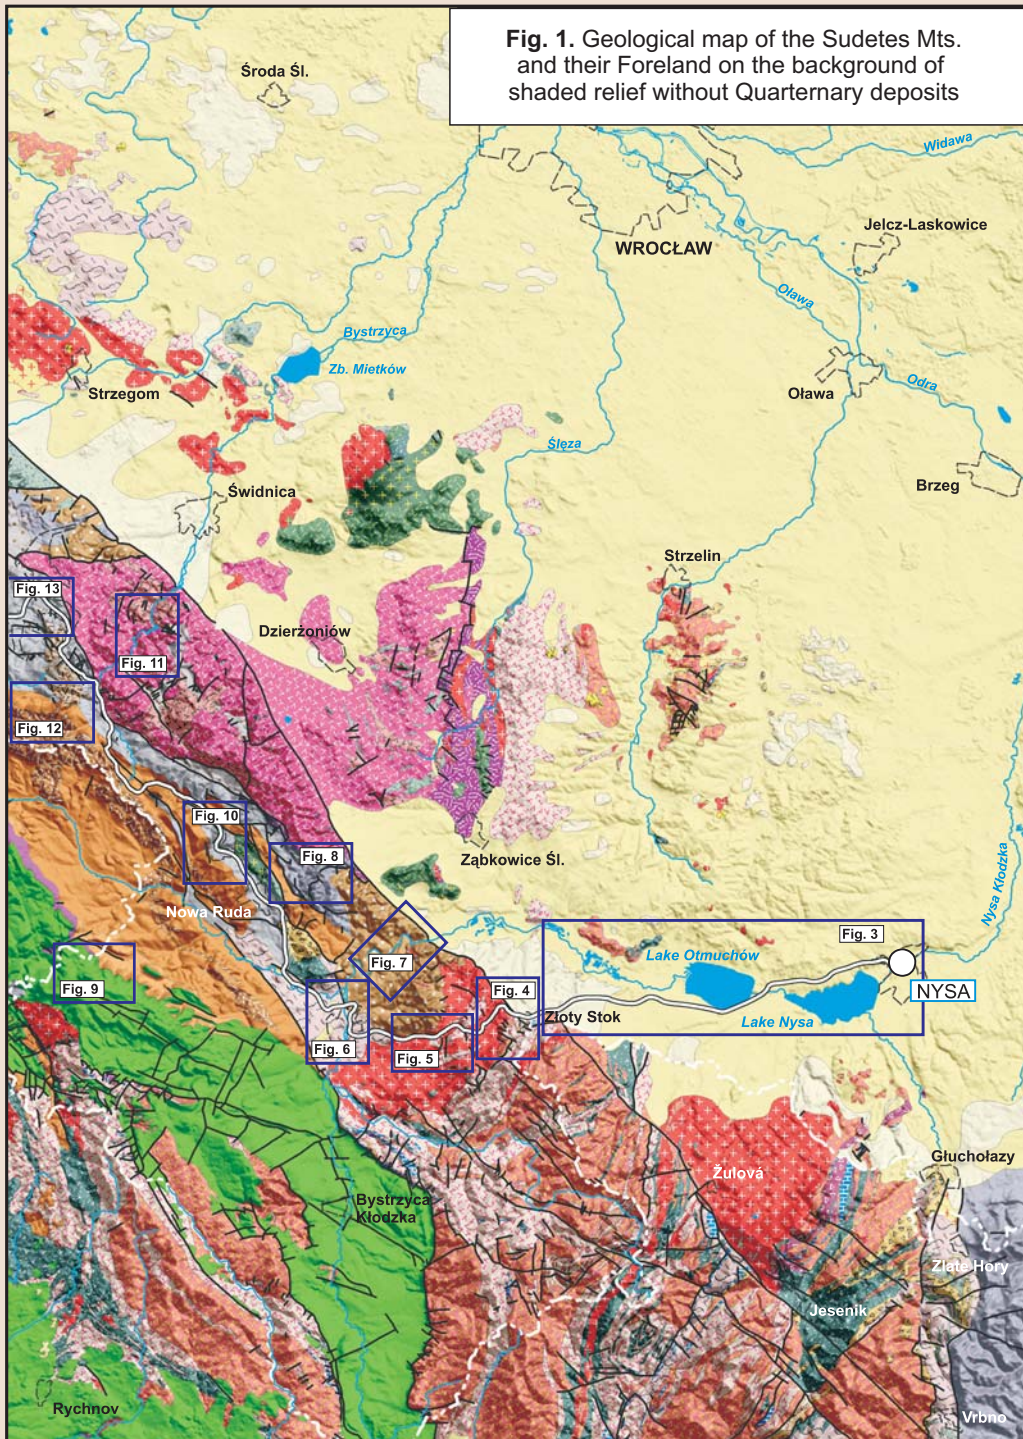 Fig. 1. Geological map of the Sudetes Mts.
and their Foreland on the background of
shaded relief without Quarternary deposits
Środa Śl.
Widawa
Jelcz-Laskowice
WROCŁAW
Oława
Bystrzyca
Zb. Mietków
Odra
Strzegom
Oława
Ślęza
Brzeg
Świdnica
Strzelin
Fig. 13
Dzierżoniów
Fig. 11
Fig. 12
Fig. 10
Fig. 8
Ząbkowice Śl.
Nysa Kłodzka
Nowa Ruda
Fig. 3
Lake Otmuchów
Fig. 7
Fig. 9
Fig. 4
NYSA
Złoty Stok
Lake Nysa
Fig. 6
Fig. 5
Głuchołazy
Žulová
Bystrzyca
Kłodzka
Zlaté Hory
Jeseník
Rychnov
Vrbno